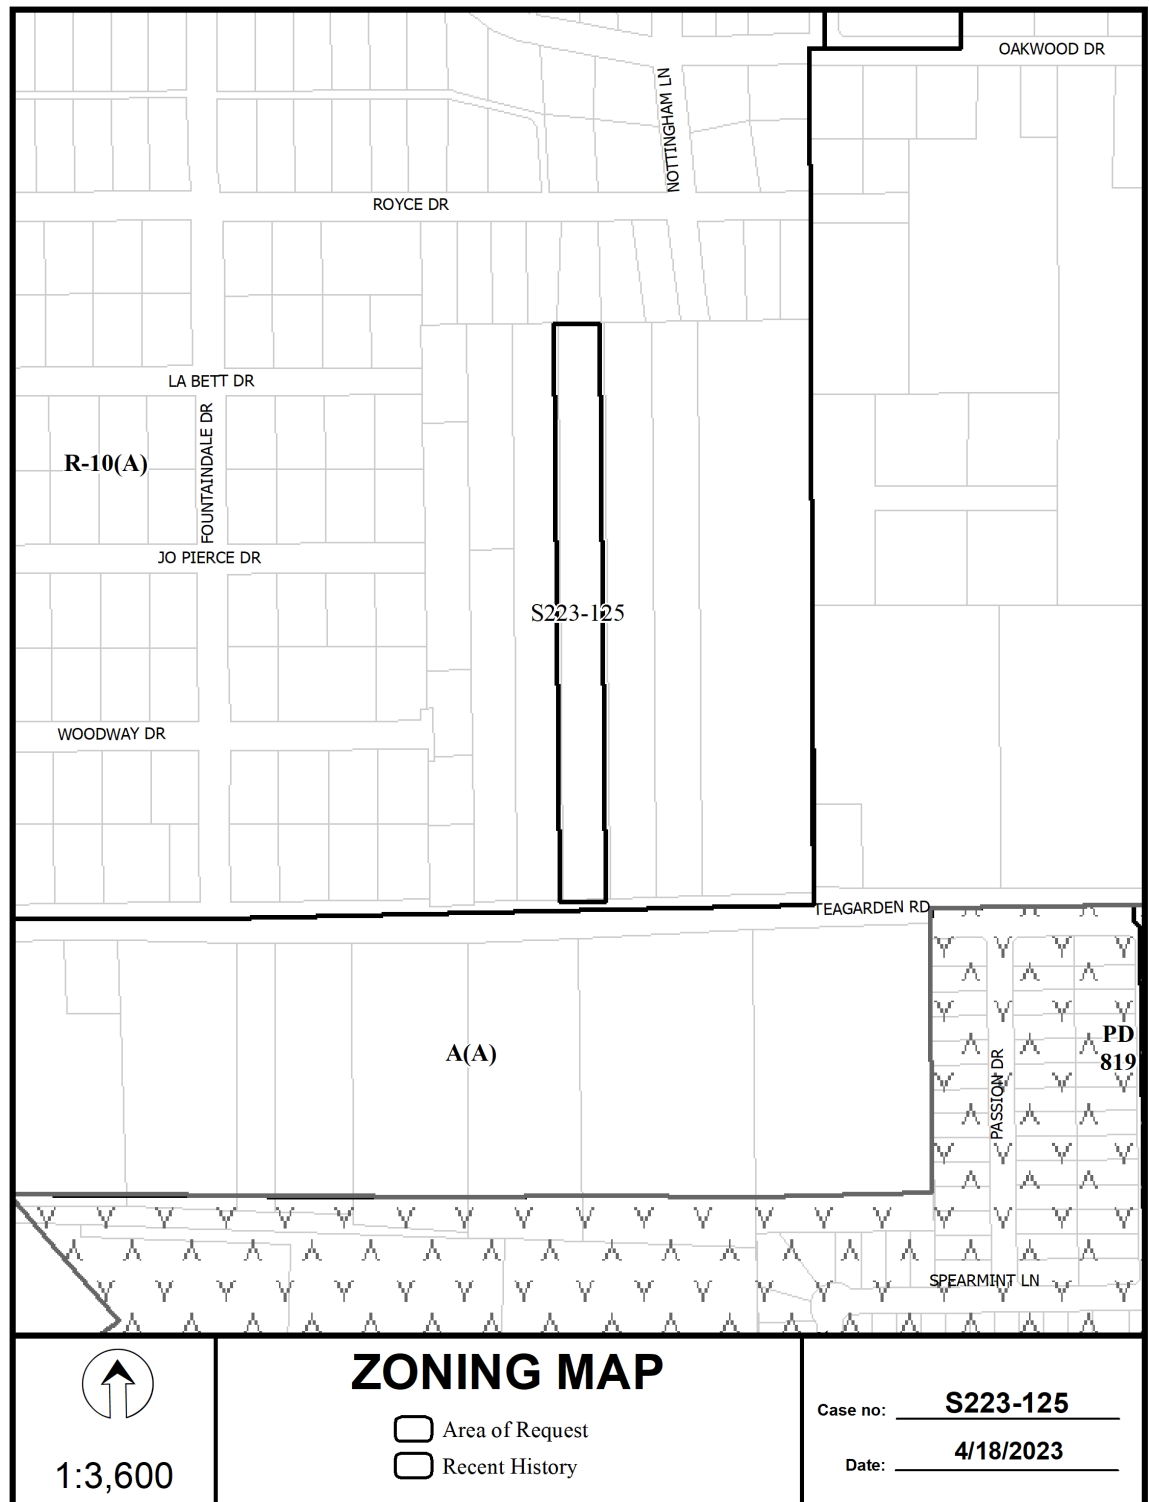 OAKWOOD DR
NOTTINGHAM LN
ROYCE DR
LA BETT DR
FOUNTAINDALE DR
R-10(A)
JO PIERCE DR
S223-125
WOODWAY DR
TEAGARDEN RD
A(A)
PD
819
PASSION DR
SPEARMINT LN
ZONING MAP
Area of Request
Recent History
1:3,600
Case no: S223-125
Date: 4/18/2023